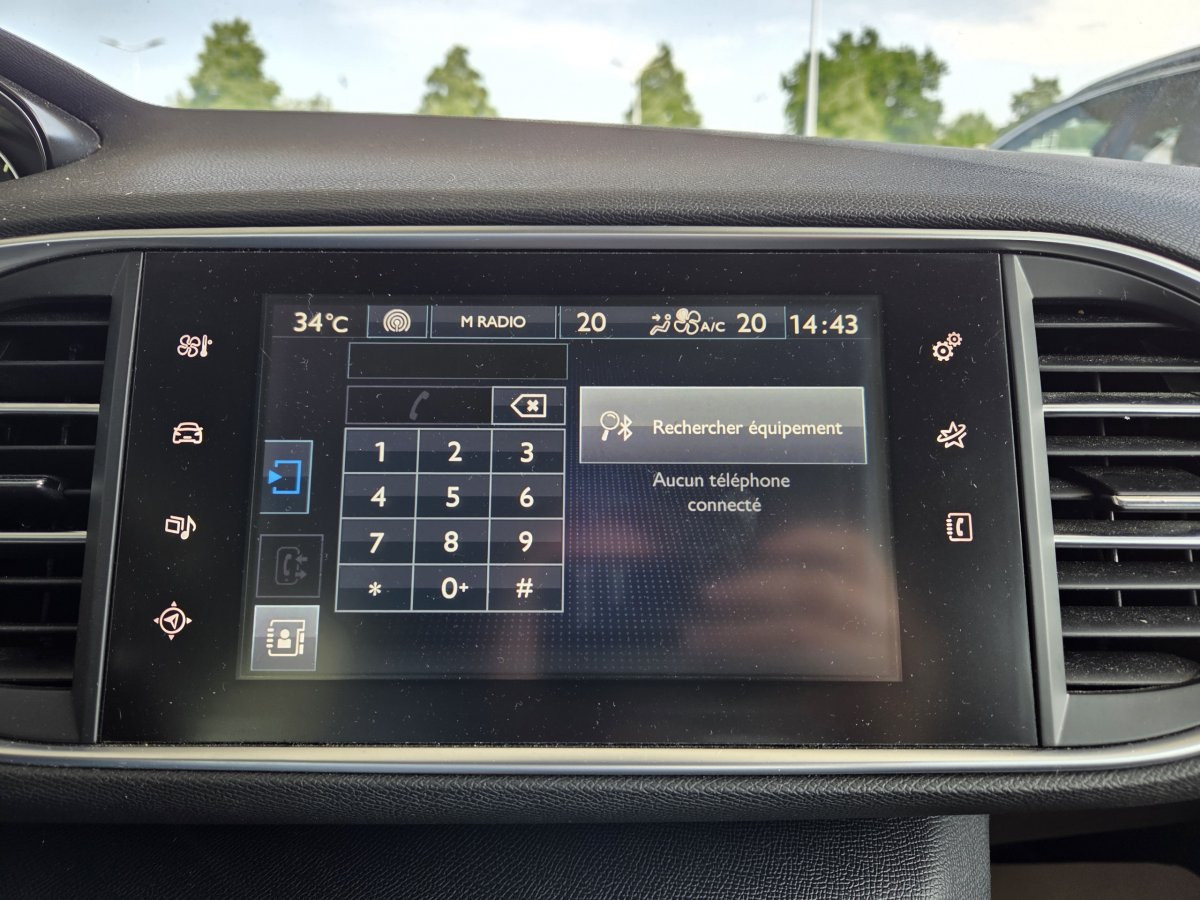 34°C M RADIO 20 A/C 20 14:43
1 2 3
Rechercher équipement
4 5 6
Aucun téléphone
connecté
7 8 9
* 0+ #